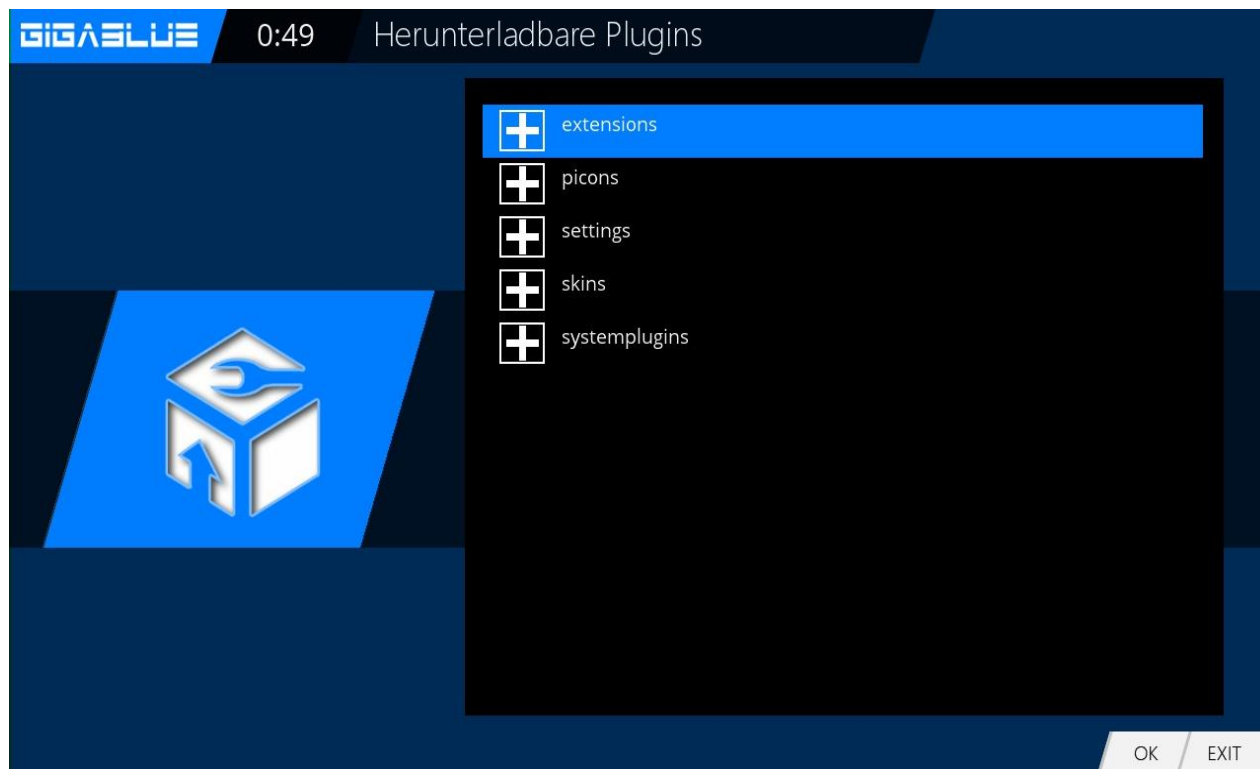 GIGABLUE
0:49
Herunterladbare Plugins
extensions
picons
settings
skins
systemplugins
OK
EXIT